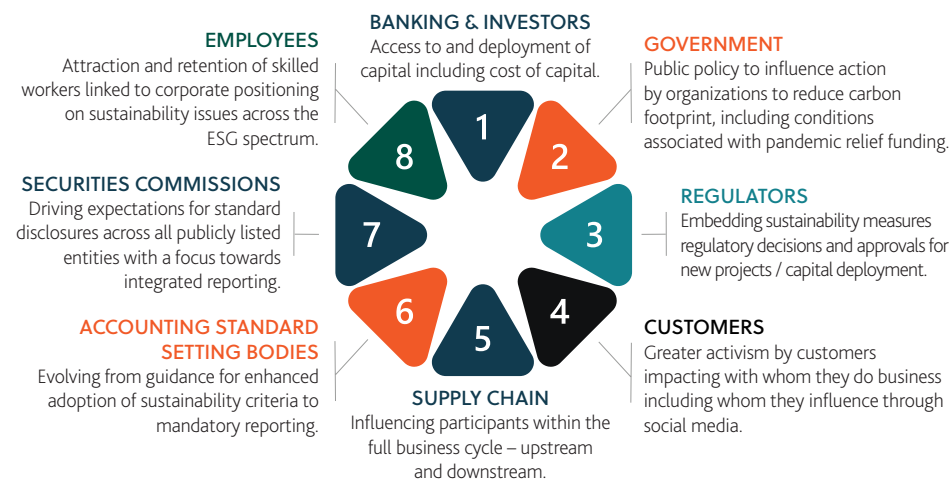 BANKING & INVESTORS
Access to and deployment of
capital including cost of capital.
1
GOVERNMENT
Public policy to influence action
by organizations to reduce carbon
footprint, including conditions
associated with pandemic relief funding.
2
REGULATORS
Embedding sustainability measures
regulatory decisions and approvals for
new projects / capital deployment.
3
CUSTOMERS
Greater activism by customers
impacting with whom they do business
including whom they influence through
social media.
4
5
SUPPLY CHAIN
Influencing participants within the
full business cycle – upstream
and downstream.
6
ACCOUNTING STANDARD
SETTING BODIES
Evolving from guidance for enhanced
adoption of sustainability criteria to
mandatory reporting.
7
SECURITIES COMMISSIONS
Driving expectations for standard
disclosures across all publicly listed
entities with a focus towards
integrated reporting.
8
EMPLOYEES
Attraction and retention of skilled
workers linked to corporate positioning
on sustainability issues across the
ESG spectrum.